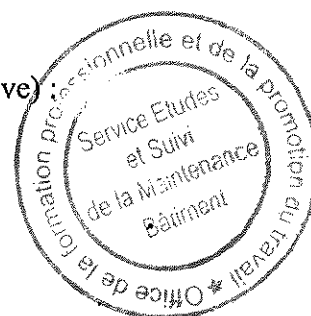 ve) :
Office de la formation professionnelle et de la promotion du travail ★
Service Etudes
et Suivi
de la Maintenance
Bâtiment